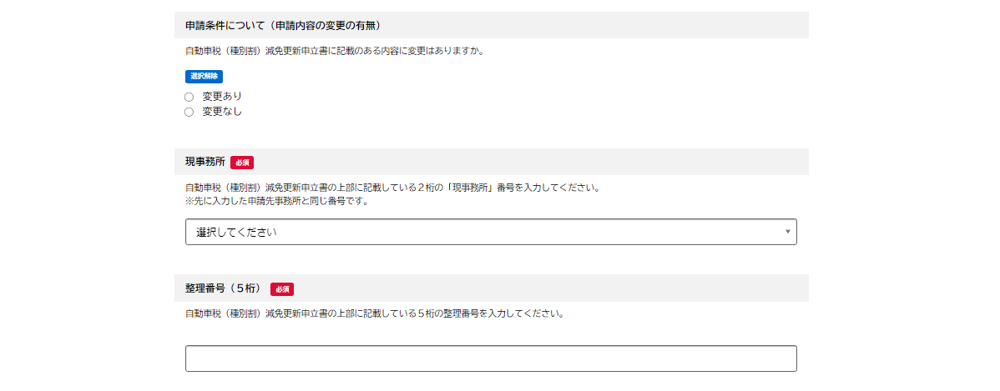 申請条件について（申請内容の変更の有無）
自動車税（種別割）減免更新申立書に記載のある内容に変更はありますか。
選択解除
変更あり
変更なし
現事務所 必須
自動車税（種別割）減免更新申立書の上部に記載している２桁の「現事務所」番号を入力してください。
※先に入力した申請先事務所と同じ番号です。
選択してください
整理番号（５桁） 必須
自動車税（種別割）減免更新申立書の上部に記載している５桁の整理番号を入力してください。